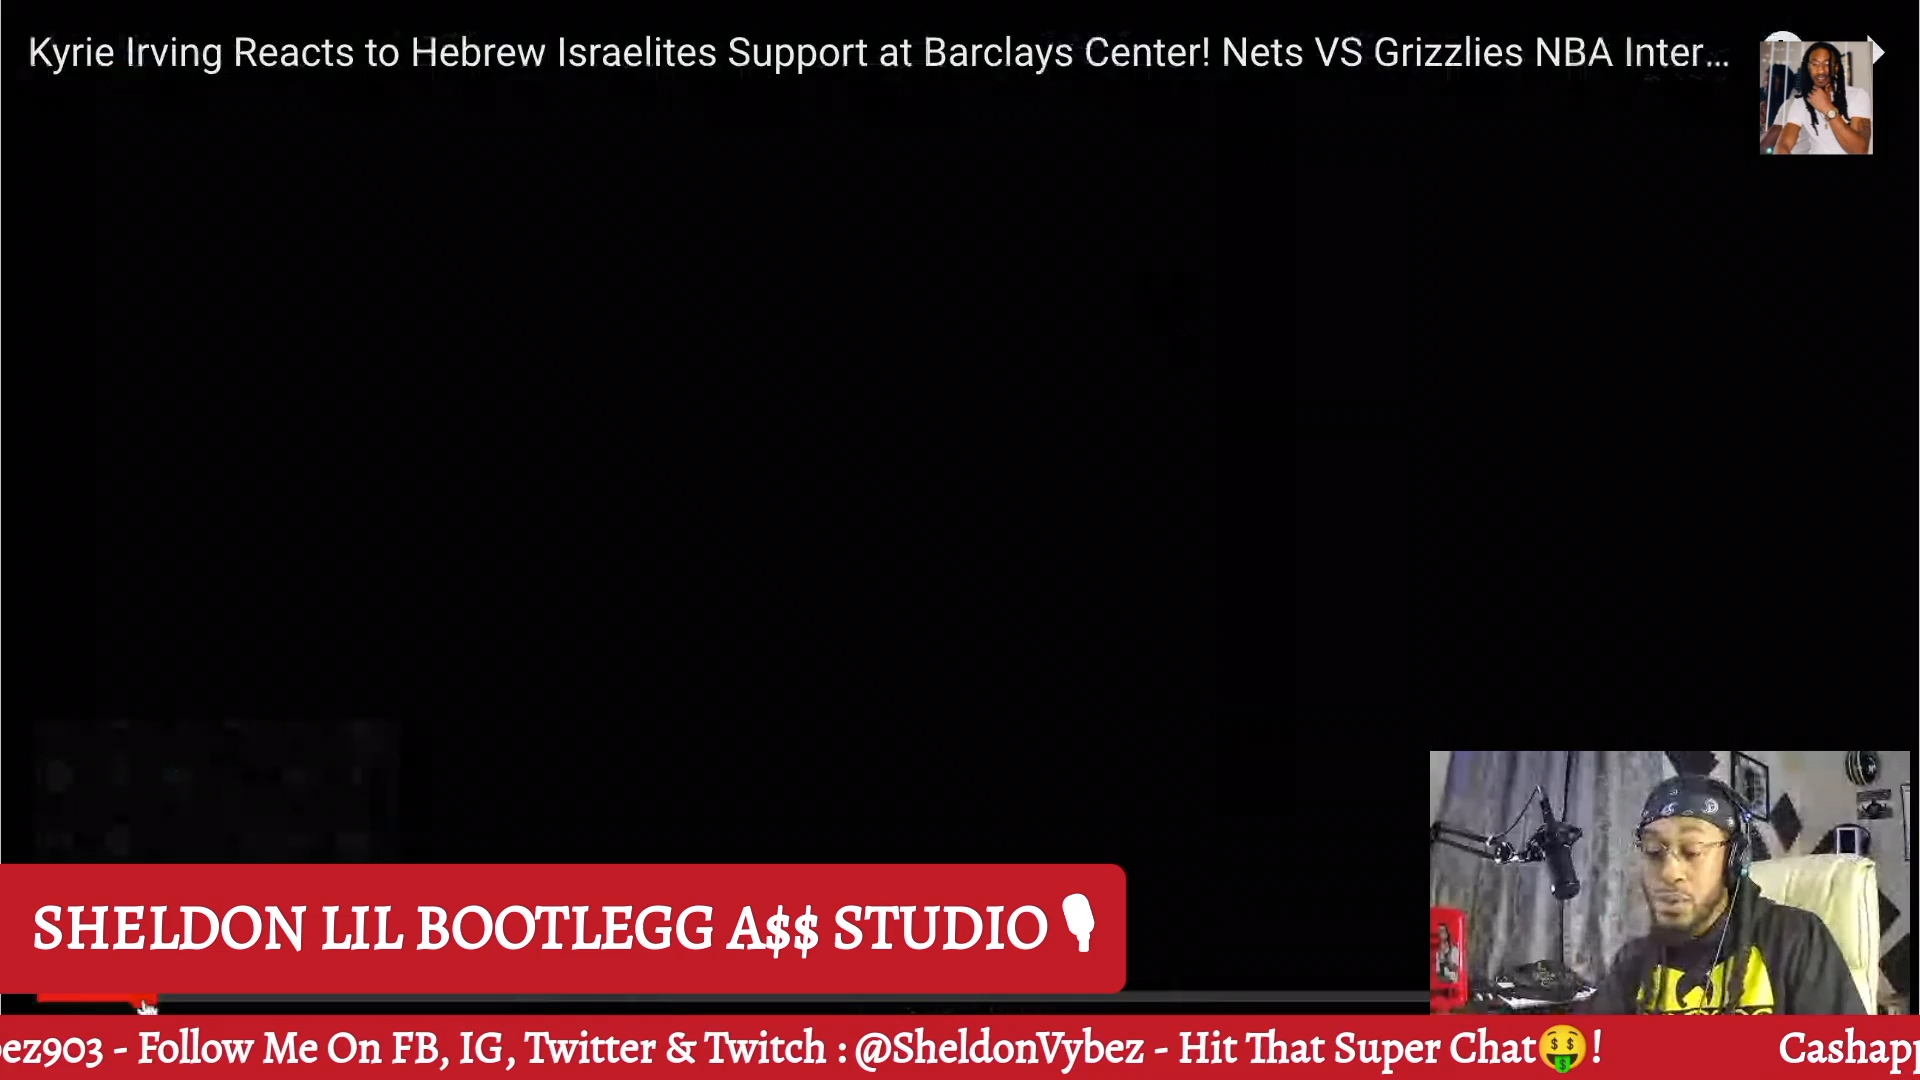 Kyrie Irving Reacts to Hebrew Israelites Support at Barclays Center! Nets VS Grizzlies NBA Inter...
SHELDON LIL BOOTLEGG A$$ STUDIO🎙
ez903 - Follow Me On FB, IG, Twitter & Twitch : @SheldonVybez - Hit That Super Chat🤑! Cashapp